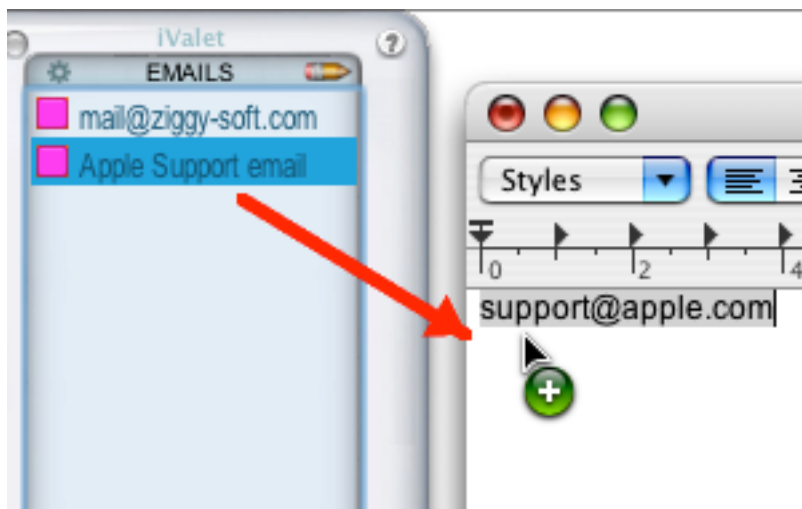 iValet
?
EMAILS
mail@ziggy-soft.com
Apple Support email
Styles
0 2 4
support@apple.com